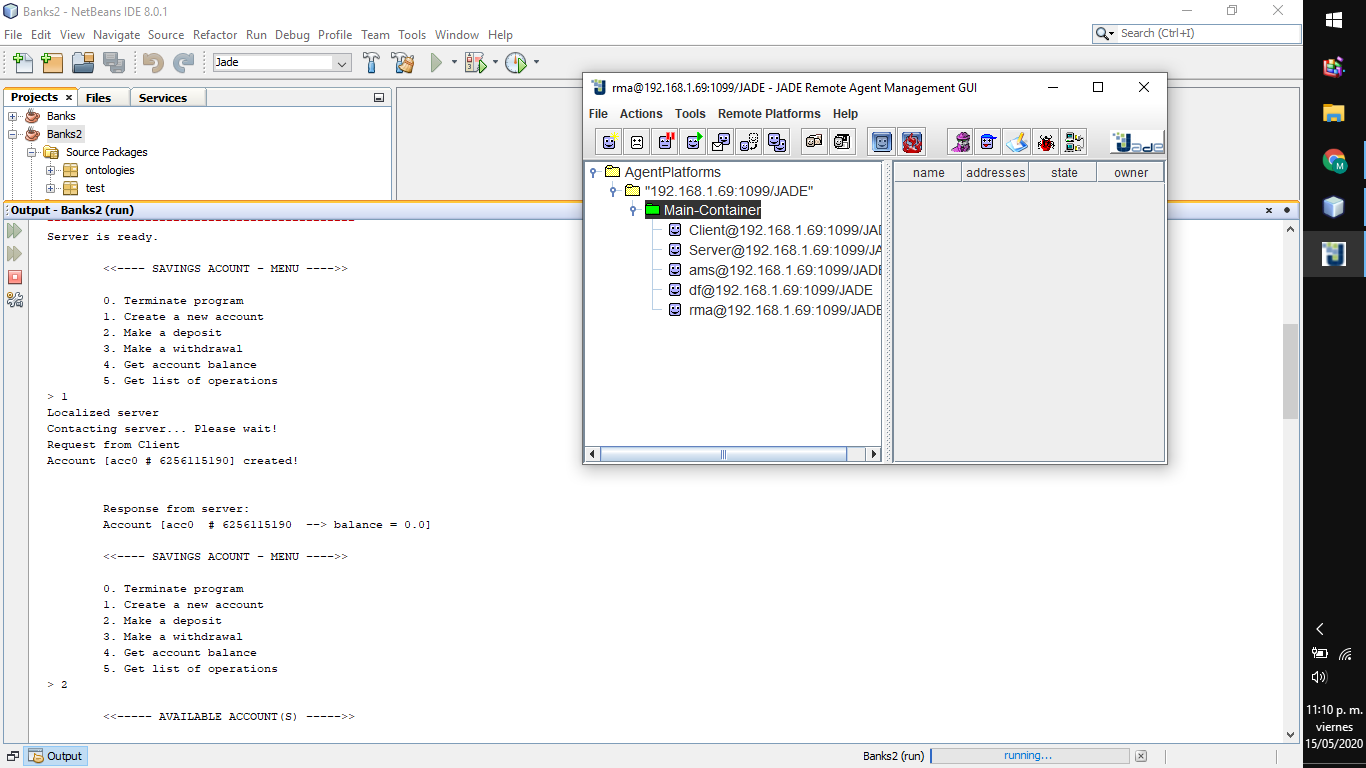 Banks2 - NetBeans IDE 8.0.1
File Edit View Navigate Source Refactor Run Debug Profile Team Tools Window Help
Search (Ctrl+I)
Jade
Projects Files Services
Banks
Banks2
Source Packages
ontologies
test
Output - Banks2 (run)
Server is ready.
<<---- SAVINGS ACOUNT - MENU ---->>
0. Terminate program
1. Create a new account
2. Make a deposit
3. Make a withdrawal
4. Get account balance
5. Get list of operations
> 1
Localized server
Contacting server... Please wait!
Request from Client
Account [acc0 # 6256115190] created!
Response from server:
Account [acc0 # 6256115190 --> balance = 0.0]
<<---- SAVINGS ACOUNT - MENU ---->>
0. Terminate program
1. Create a new account
2. Make a deposit
3. Make a withdrawal
4. Get account balance
5. Get list of operations
> 2
<<----- AVAILABLE ACCOUNT(S) ----->>
Output
Banks2 (run)
running...
rma@192.168.1.69:1099/JADE - JADE Remote Agent Management GUI
File Actions Tools Remote Platforms Help
Jade
AgentPlatforms
"192.168.1.69:1099/JADE"
Main-Container
Client@192.168.1.69:1099/JAD
Server@192.168.1.69:1099/JA
ams@192.168.1.69:1099/JADE
df@192.168.1.69:1099/JADE
rma@192.168.1.69:1099/JADE
name addresses state owner
11:10 p. m.
viernes
15/05/2020